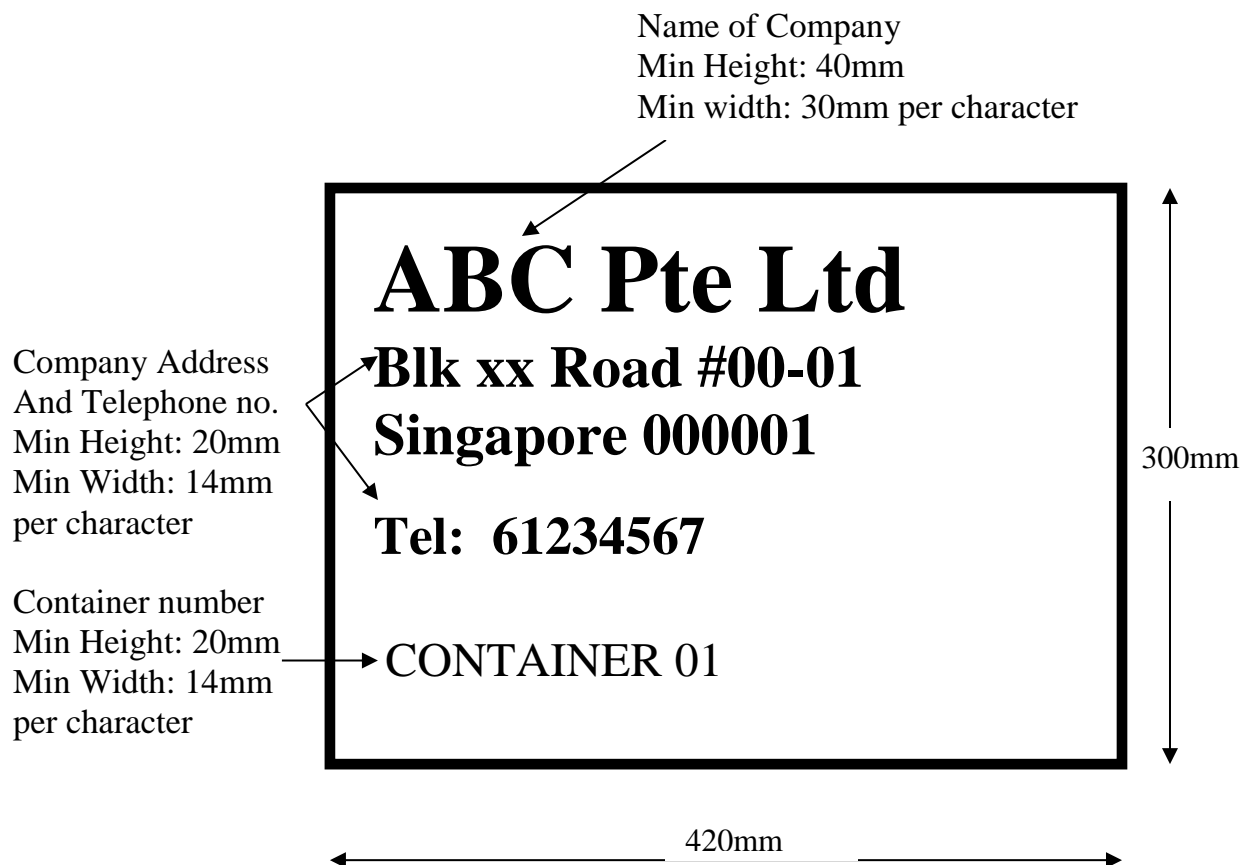 Name of Company
Min Height: 40mm
Min width: 30mm per character
ABC Pte Ltd
Blk xx Road #00-01
Singapore 000001
Tel:  61234567
CONTAINER 01
Company Address
And Telephone no.
Min Height: 20mm
Min Width: 14mm
per character
Container number
Min Height: 20mm
Min Width: 14mm
per character
300mm
420mm